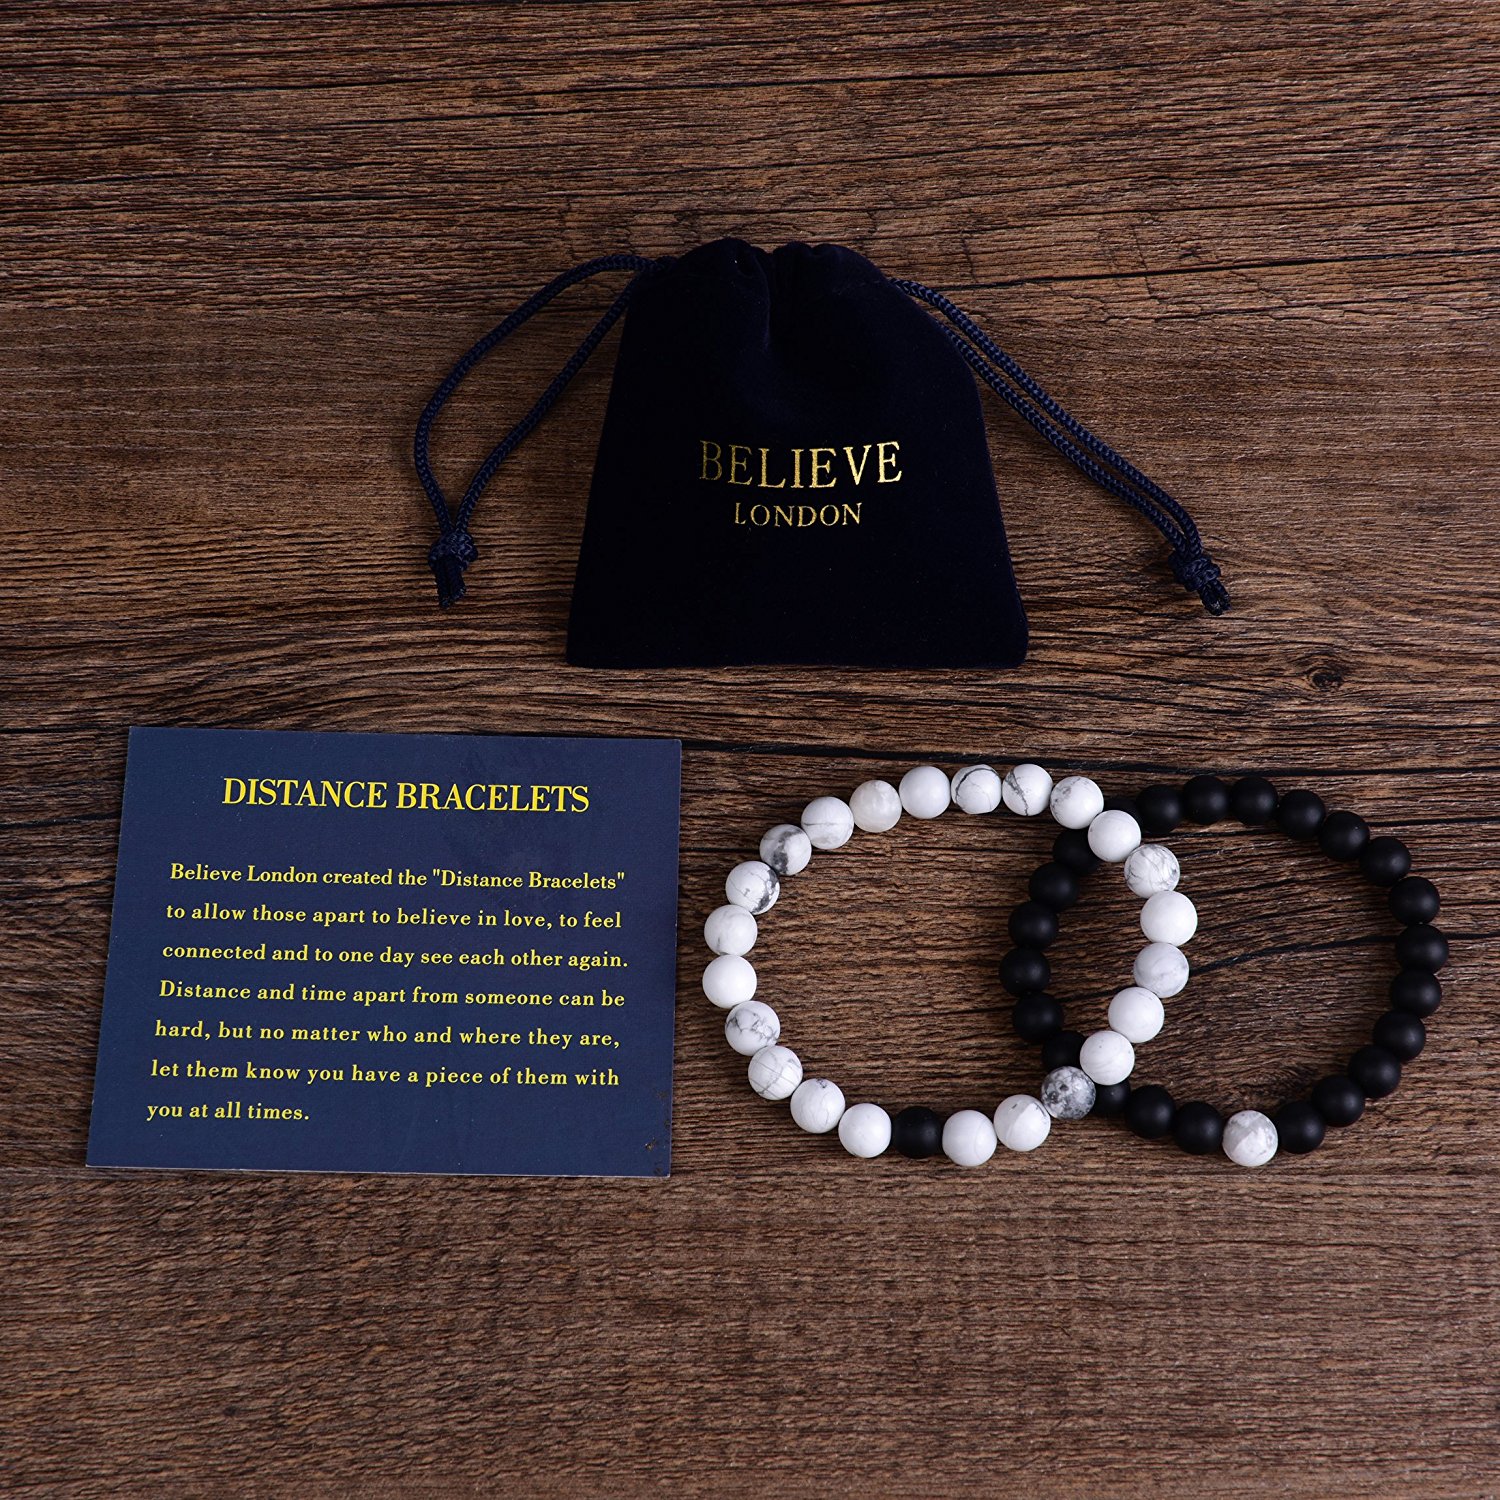 BELIEVE
LONDON
DISTANCE BRACELETS
Believe London created the "Distance Bracelets"
to allow those apart to believe in love, to feel
connected and to one day see each other again.
Distance and time apart from someone can be
hard, but no matter who and where they are,
let them know you have a piece of them with
you at all times.